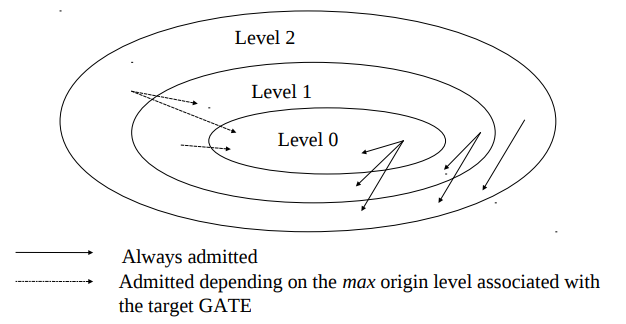 Level 2
Level 1
Level 0
Always admitted
Admitted depending on the max origin level associated with
the target GATE